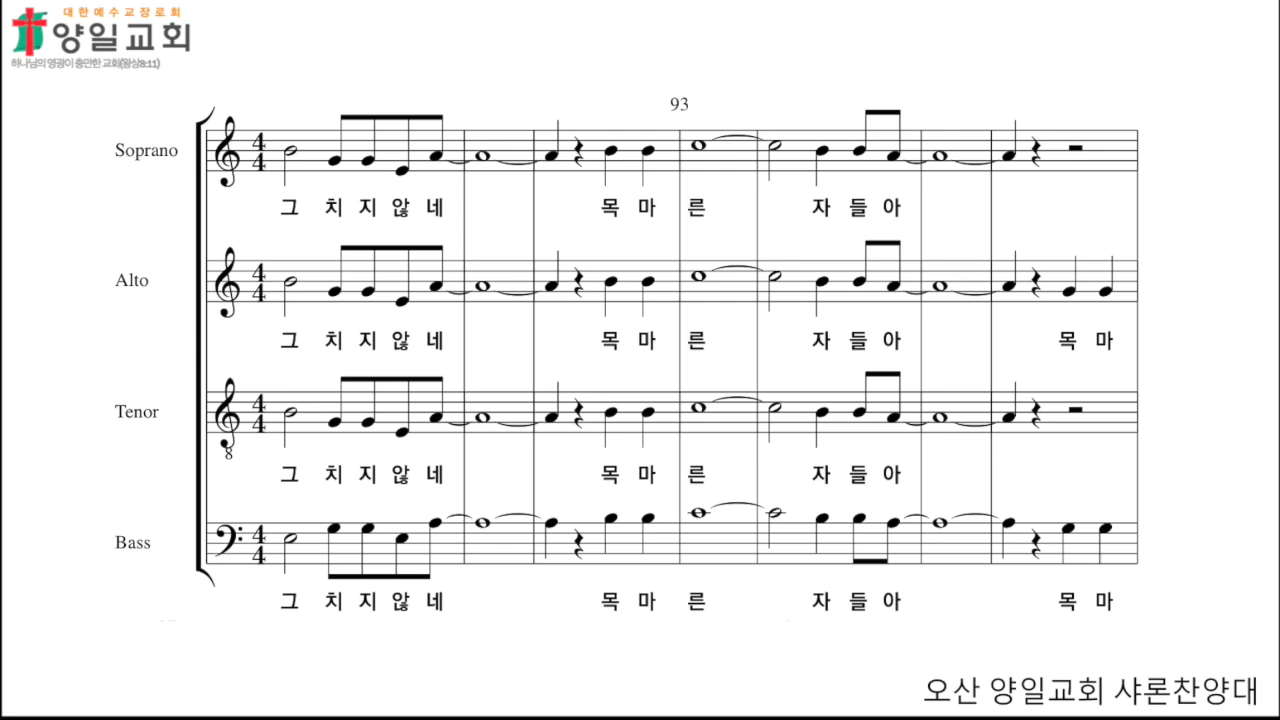 대한예수교장로회
양일교회
하나님의 영광이 충만한 교회(왕상8:11)
93
Soprano
그 치 지 않 네 목 마 른 자 들 아
Alto
그 치 지 않 네 목 마 른 자 들 아 목 마
Tenor
8
그 치 지 않 네 목 마 른 자 들 아
Bass
그 치 지 않 네 목 마 른 자 들 아 목 마
오산 양일교회 샤론찬양대